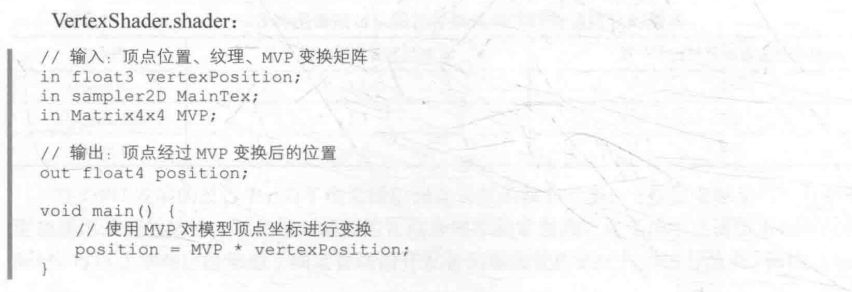 VertexShader.shader：
// 输入：顶点位置、纹理、MVP 变换矩阵
in float3 vertexPosition;
in sampler2D MainTex;
in Matrix4x4 MVP;
// 输出：顶点经过 MVP 变换后的位置
out float4 position;
void main() {
// 使用 MVP 对模型顶点坐标进行变换
position = MVP * vertexPosition;
}